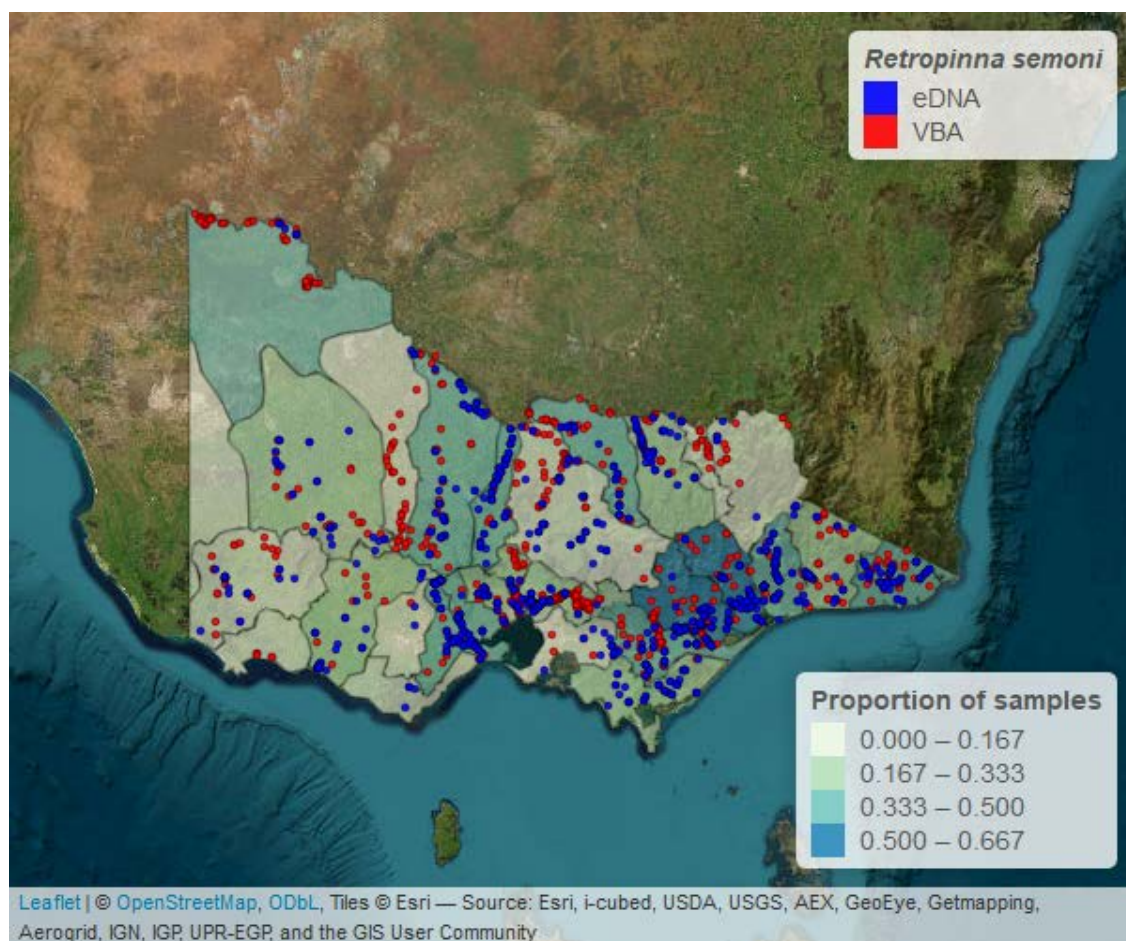 Retropinna semoni
eDNA
VBA
Proportion of samples
0.000 – 0.167
0.167 – 0.333
0.333 – 0.500
0.500 – 0.667
Leaflet | © OpenStreetMap, ODbL, Tiles © Esri — Source: Esri, i-cubed, USDA, USGS, AEX, GeoEye, Getmapping,
Aerogrid, IGN, IGP, UPR-EGP, and the GIS User Community